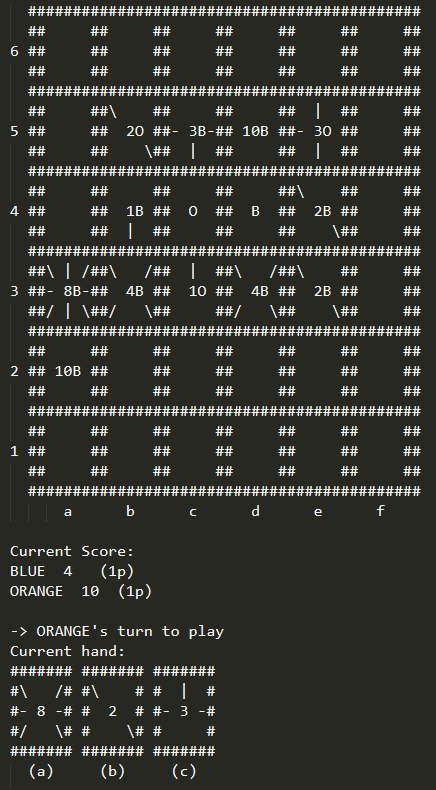 ############################################
  ##     ##     ##     ##     ##     ##     ##
6 ##     ##     ##     ##     ##     ##     ##
  ##     ##     ##     ##     ##     ##     ##
  ############################################
  ##     ##\    ##     ##     ##  |  ##     ##
5 ##     ##  2O ##- 3B-## 10B ##- 3O ##     ##
  ##     ##    \##  |  ##     ##  |  ##     ##
  ############################################
  ##     ##     ##     ##     ##\    ##     ##
4 ##     ##  1B ##  O  ##  B  ##  2B ##     ##
  ##     ##  |  ##     ##     ##    \##     ##
  ############################################
  ##\ | /##\   /##  |  ##\   /##\    ##     ##
3 ##- 8B-##  4B ##  1O ##  4B ##  2B ##     ##
  ##/ | \##/   \##     ##/   \##    \##     ##
  ############################################
  ##     ##     ##     ##     ##     ##     ##
2 ## 10B ##     ##     ##     ##     ##     ##
  ##     ##     ##     ##     ##     ##     ##
  ############################################
  ##     ##     ##     ##     ##     ##     ##
1 ##     ##     ##     ##     ##     ##     ##
  ##     ##     ##     ##     ##     ##     ##
  ############################################
      a      b      c      d      e      f

Current Score:
BLUE  4   (1p)
ORANGE  10  (1p)

-> ORANGE's turn to play
Current hand:
####### ####### #######
#\   /# #\    # #  |  #
#- 8 -# #  2  # #- 3 -#
#/   \# #    \# #     #
####### ####### #######
  (a)     (b)     (c)